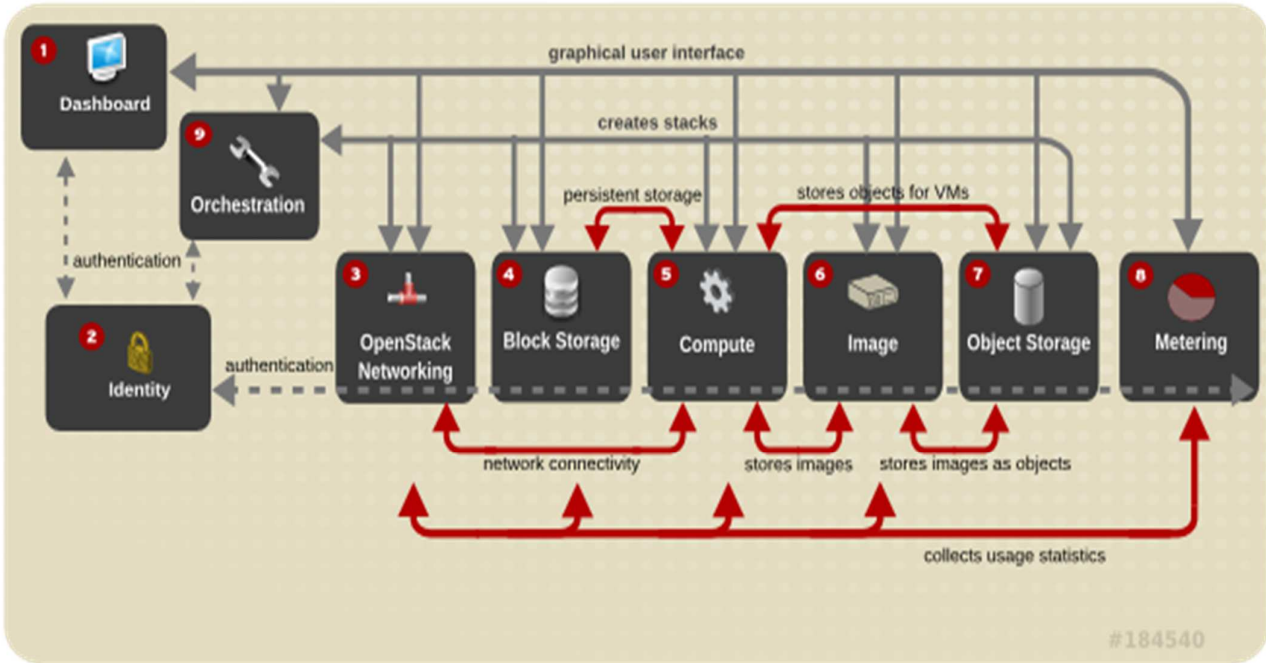 1
Dashboard
graphical user interface
9
Orchestration
creates stacks
persistent storage
stores objects for VMs
authentication
2
Identity
authentication
3
OpenStack
Networking
4
Block Storage
5
Compute
6
Image
7
Object Storage
8
Metering
network connectivity
stores images
stores images as objects
collects usage statistics
#184540